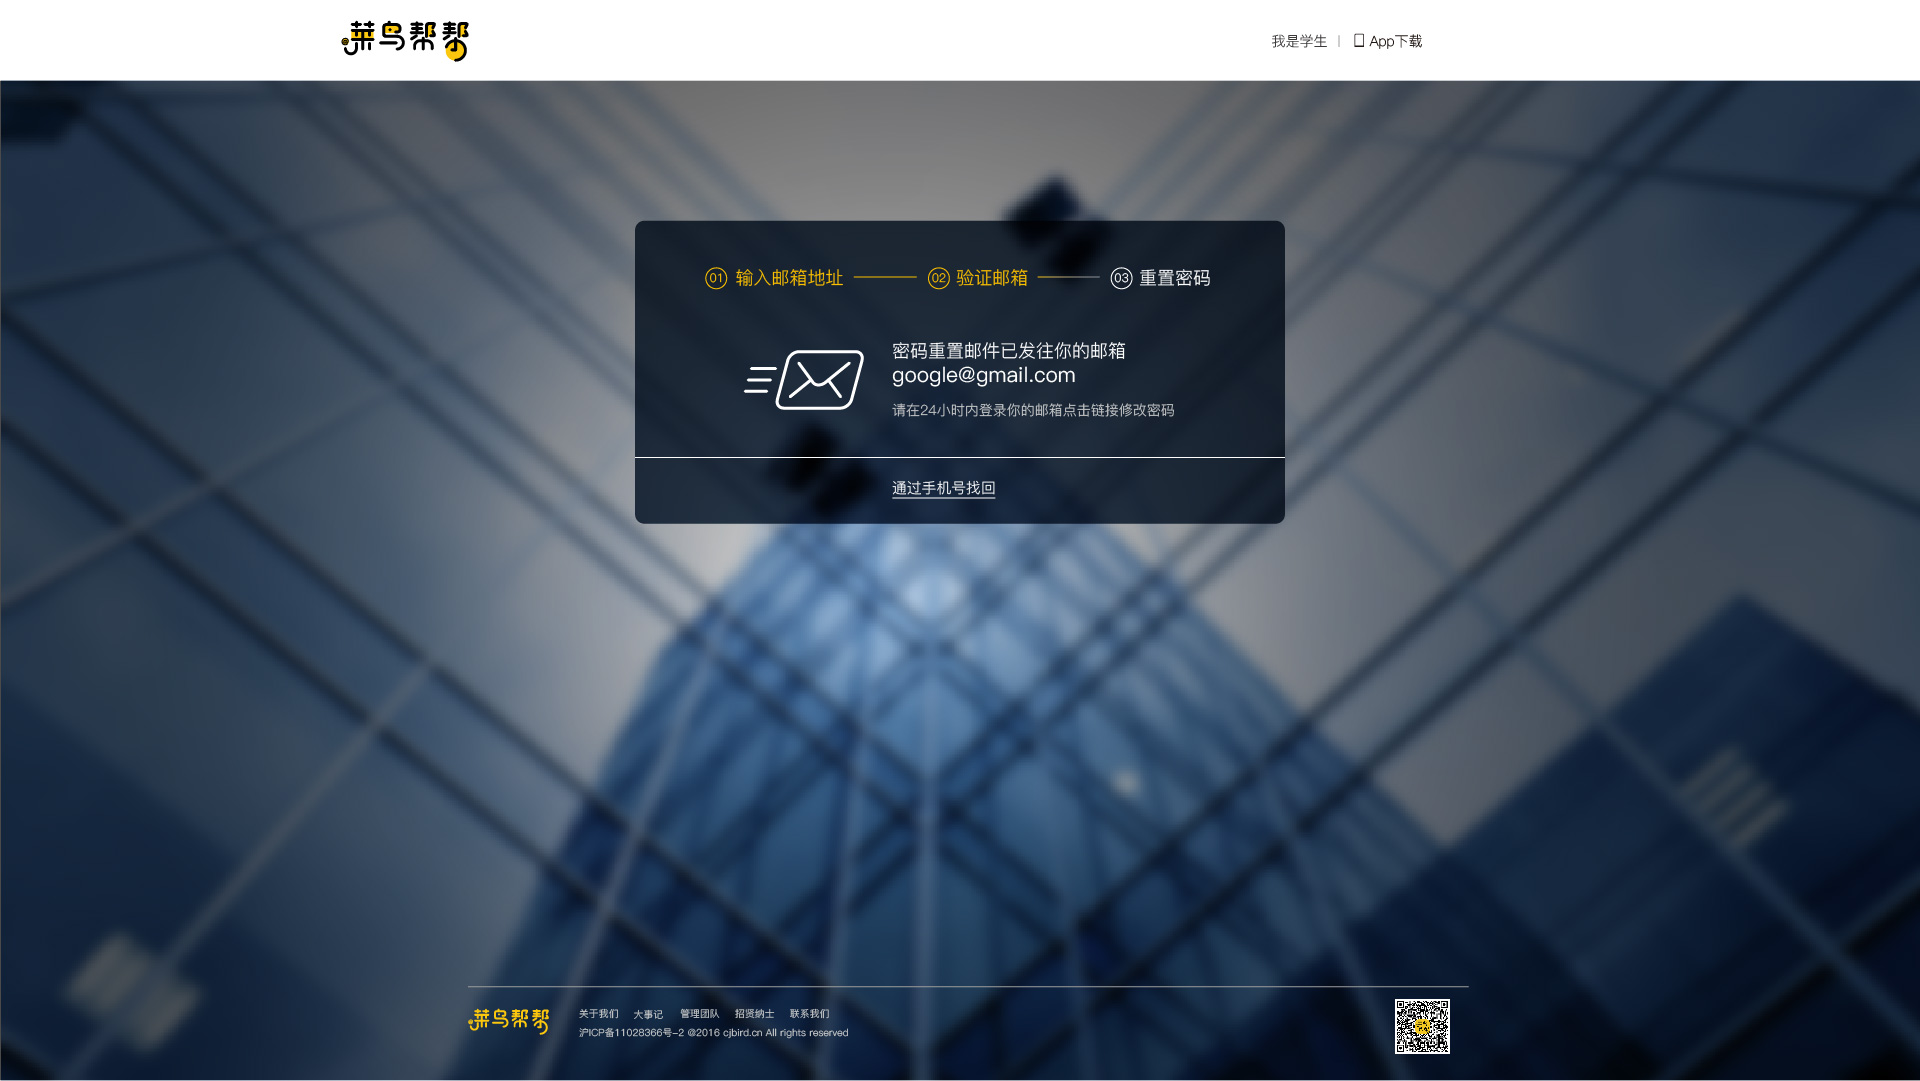 菜鸟帮帮
我是学生 | App下载
01 输入邮箱地址 02 验证邮箱 03 重置密码
密码重置邮件已发往你的邮箱
google@gmail.com
请在24小时内登录你的邮箱点击链接修改密码
通过手机号找回
菜鸟帮帮
关于我们 大事记 管理团队 招贤纳士 联系我们
沪ICP备11028366号-2 @2016 cjbird.cn All rights reserved